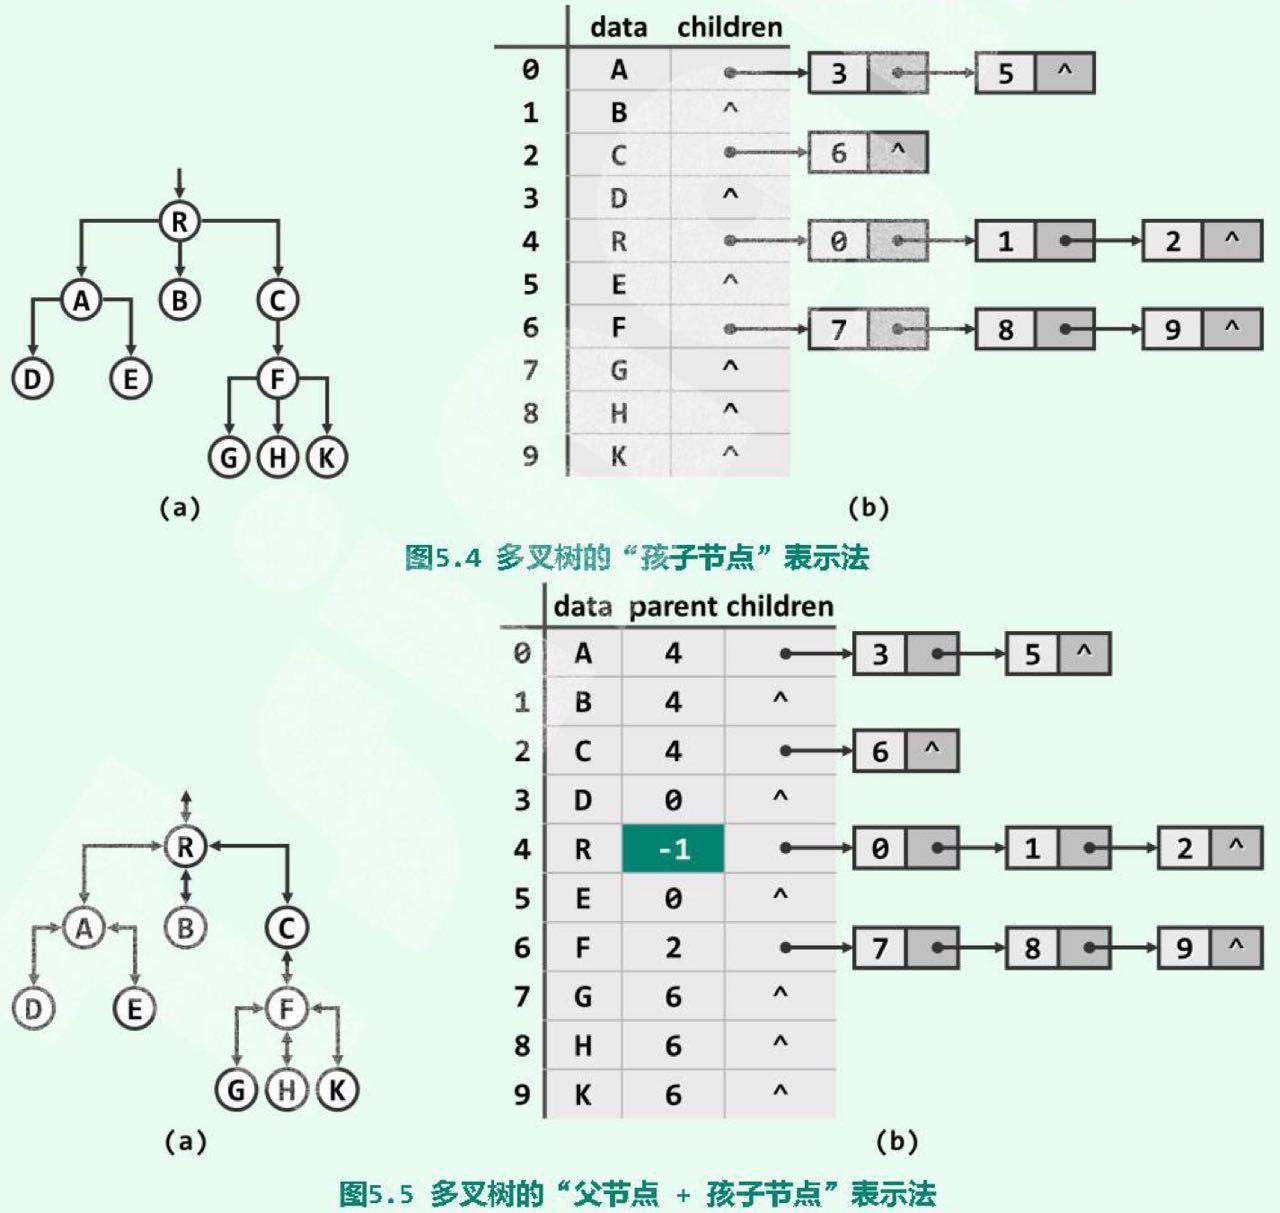 data children
0 A 3 5 ^
1 B ^
2 C 6 ^
3 D ^
4 R 0 1 2 ^
5 E ^
6 F 7 8 9 ^
7 G ^
8 H ^
9 K ^
R
A B C
D E F
G H K
(a)
(b)
图5.4 多叉树的“孩子节点”表示法
data parent children
0 A 4 3 5 ^
1 B 4 ^
2 C 4 6 ^
3 D 0 ^
4 R -1 0 1 2 ^
5 E 0 ^
6 F 2 7 8 9 ^
7 G 6 ^
8 H 6 ^
9 K 6 ^
R
A B C
D E F
G H K
(a)
(b)
图5.5 多叉树的“父节点 + 孩子节点”表示法